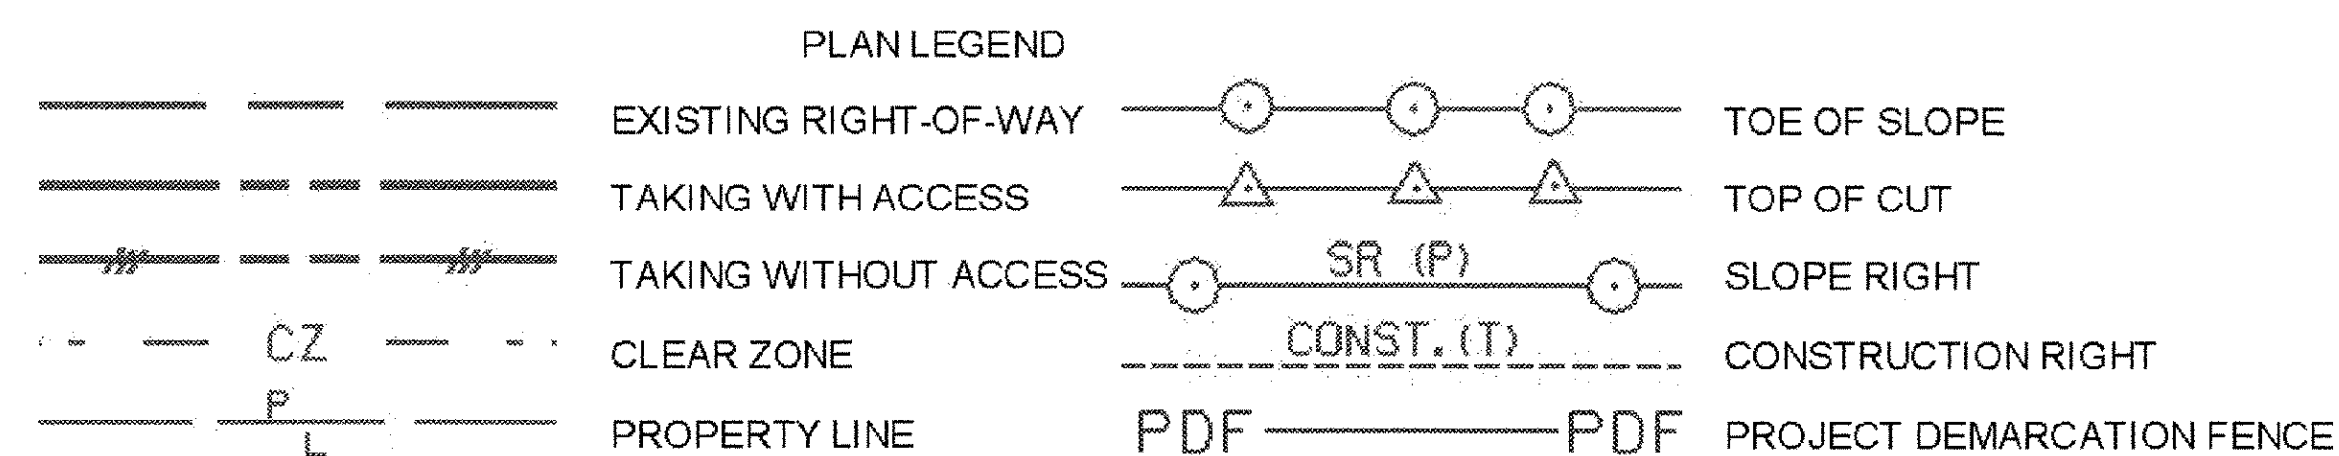 PLAN LEGEND
EXISTING RIGHT-OF-WAY
TOE OF SLOPE
TAKING WITH ACCESS
TOP OF CUT
TAKING WITHOUT ACCESS
SR (P)
SLOPE RIGHT
CZ
CLEAR ZONE
CONST. (T)
CONSTRUCTION RIGHT
P
L
PROPERTY LINE
PDF PDF
PROJECT DEMARCATION FENCE